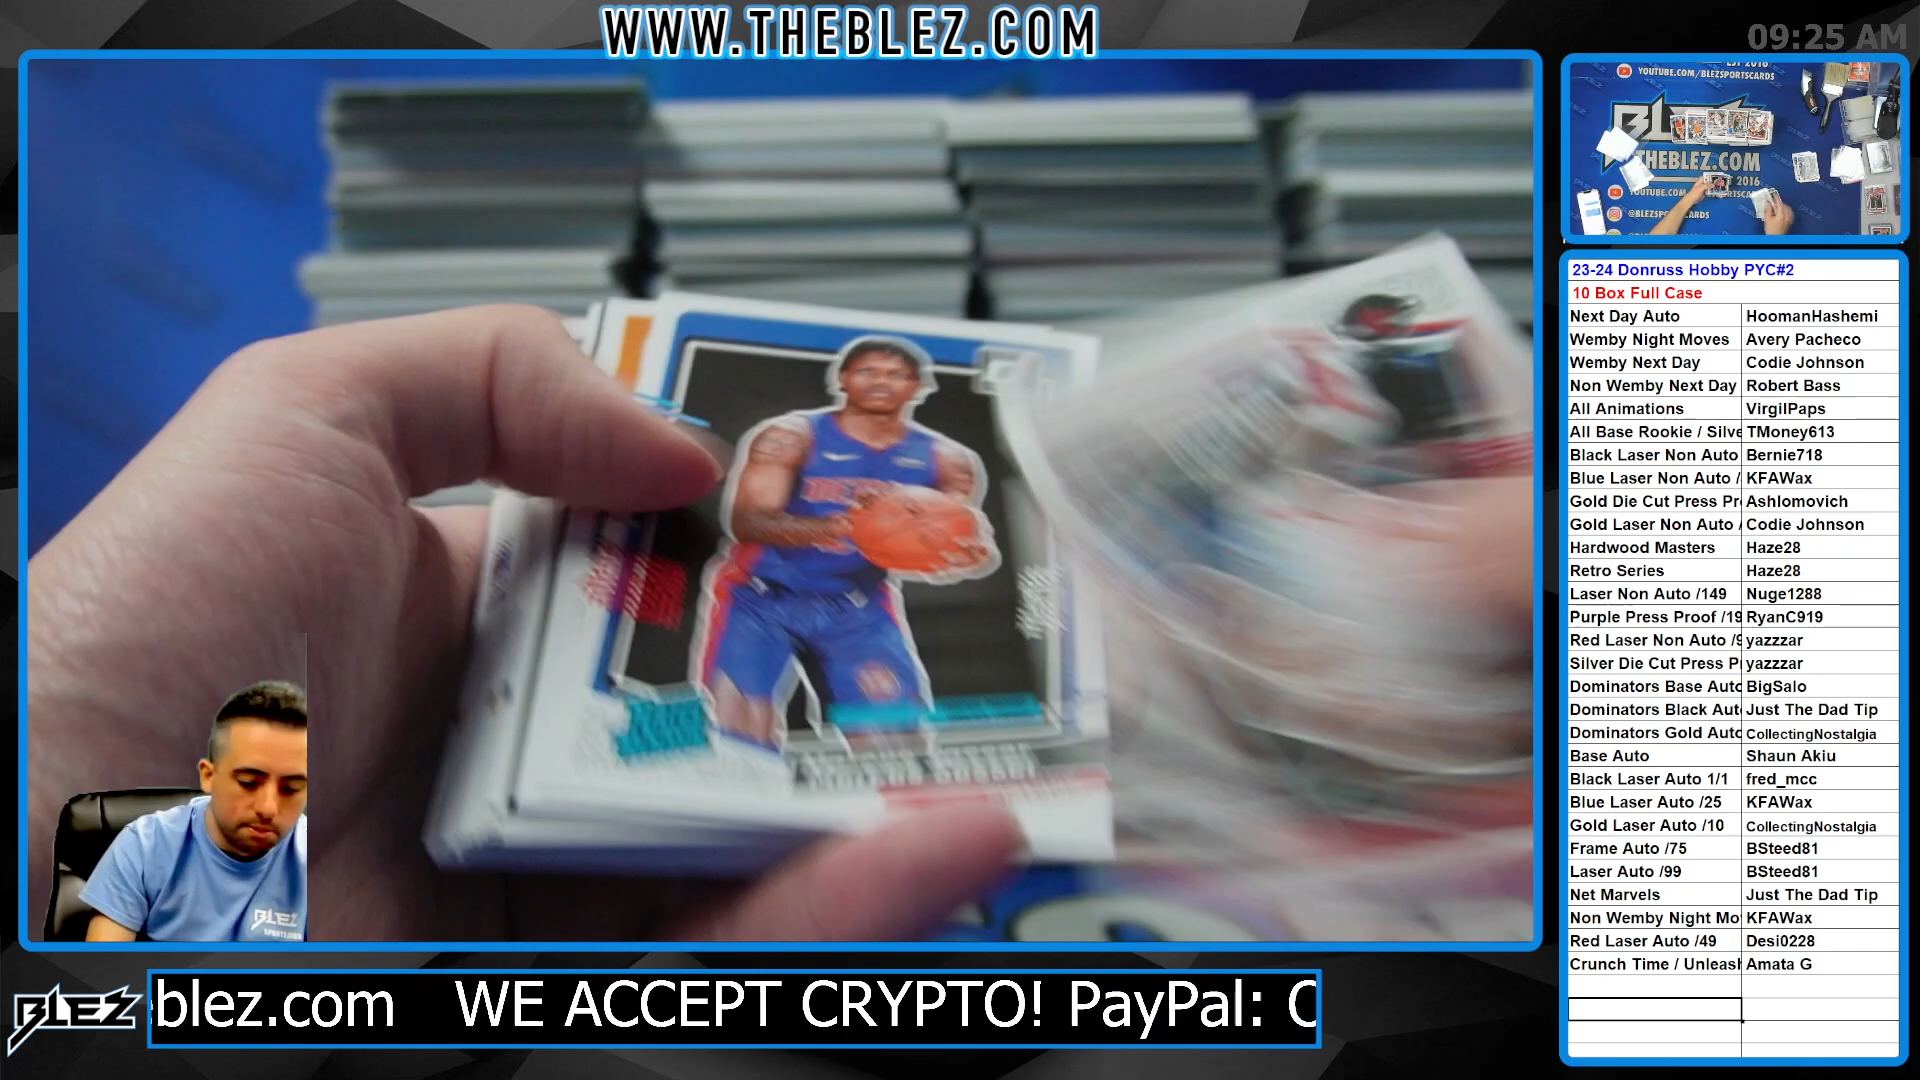 WWW.THEBLEZ.COM
09:25 AM
YOUTUBE.COM/BLEZSPORTSCARDS
THEBLEZ.COM
2016
23-24 Donruss Hobby PYC#2
10 Box Full Case
Next Day Auto HoomanHashemi
Wemby Night Moves Avery Pacheco
Wemby Next Day Codie Johnson
Non Wemby Next Day Robert Bass
All Animations VirgilPaps
All Base Rookie / Silve TMoney613
Black Laser Non Auto Bernie718
Blue Laser Non Auto / KFAWax
Gold Die Cut Press Pr Ashlomovich
Gold Laser Non Auto / Codie Johnson
Hardwood Masters Haze28
Retro Series Haze28
Laser Non Auto /149 Nuge1288
Purple Press Proof /19 RyanC919
Red Laser Non Auto /9 yazzzar
Silver Die Cut Press P yazzzar
Dominators Base Auto BigSalo
Dominators Black Aut Just The Dad Tip
Dominators Gold Auto CollectingNostalgia
Base Auto Shaun Akiu
Black Laser Auto 1/1 fred_mcc
Blue Laser Auto /25 KFAWax
Gold Laser Auto /10 CollectingNostalgia
Frame Auto /75 BSteed81
Laser Auto /99 BSteed81
Net Marvels Just The Dad Tip
Non Wemby Night Mo KFAWax
Red Laser Auto /49 Desi0228
Crunch Time / Unleash Amata G
BLEZ
BLEZ
blez.com WE ACCEPT CRYPTO! PayPal: C